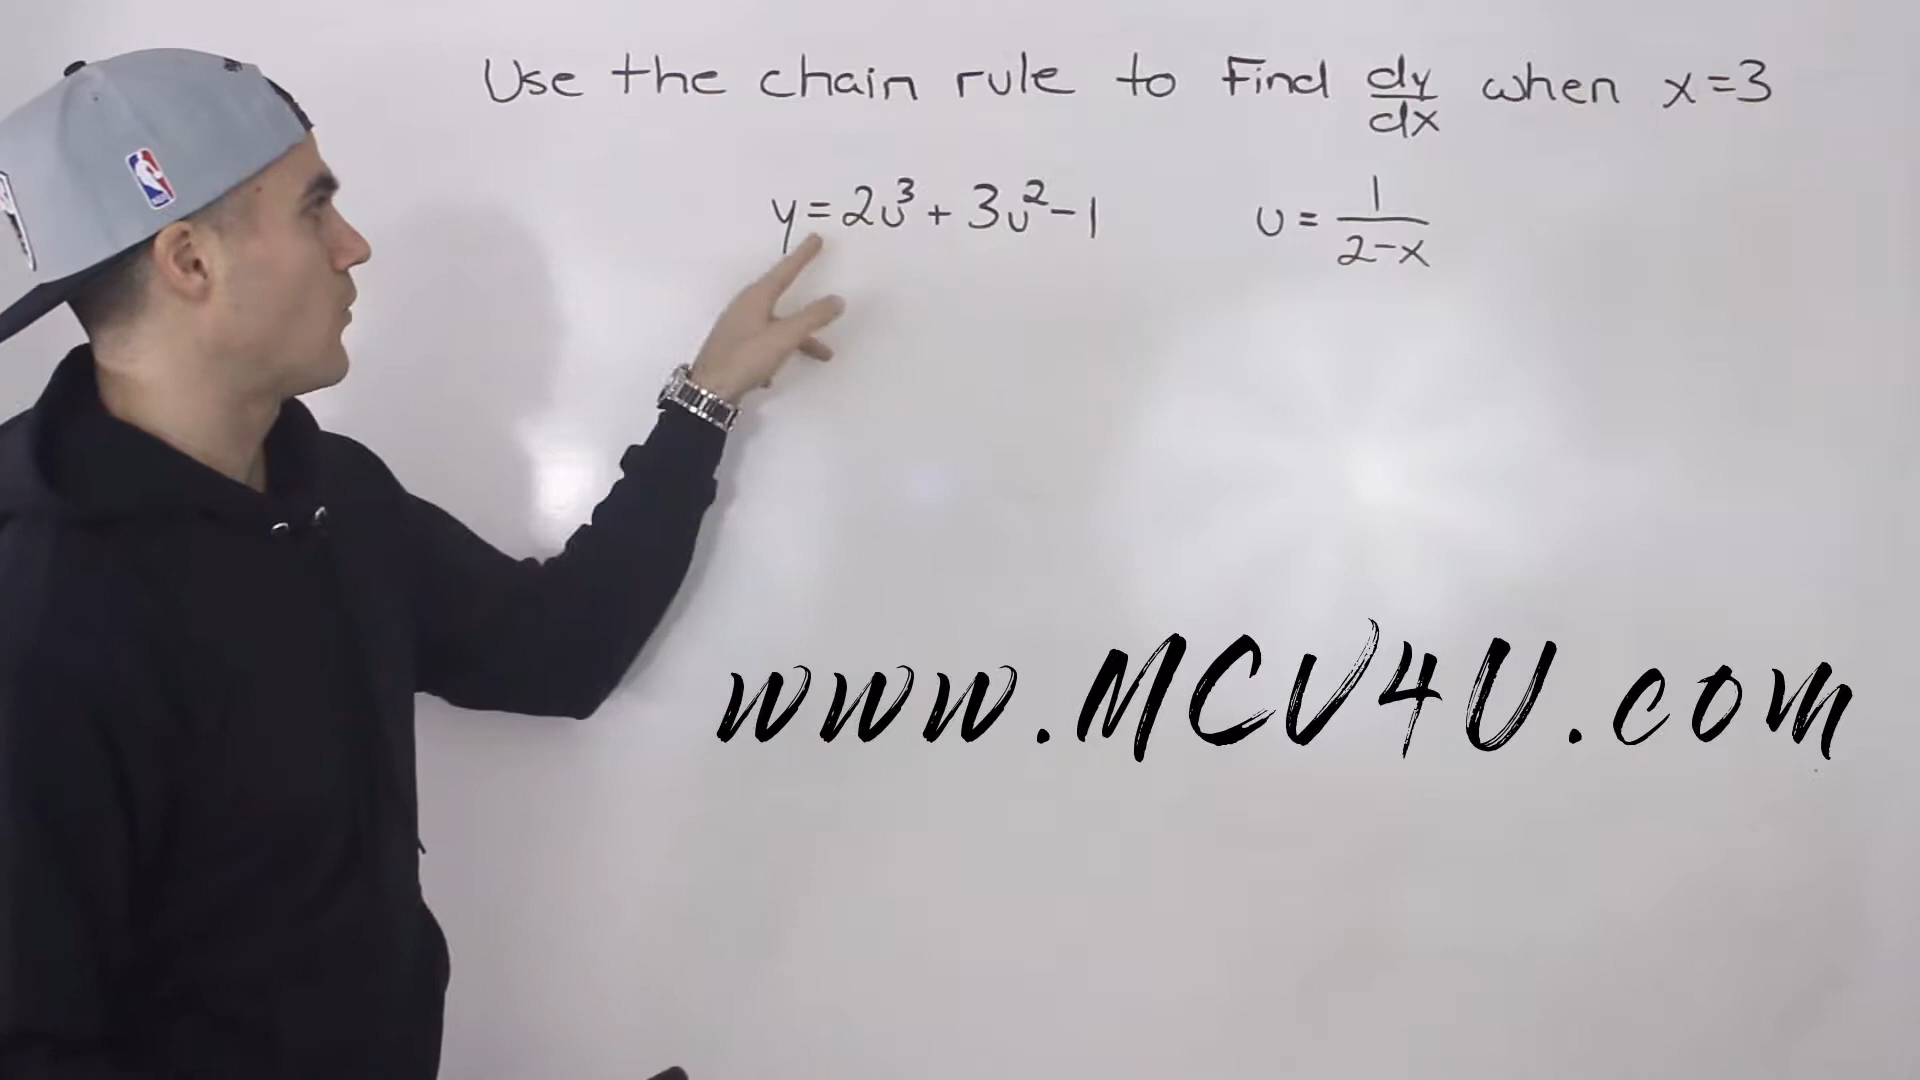 Use the chain rule to find dy/dx when x=3
y=2u³+3u²-1 u=1/(2-x)
www.MCV4U.com